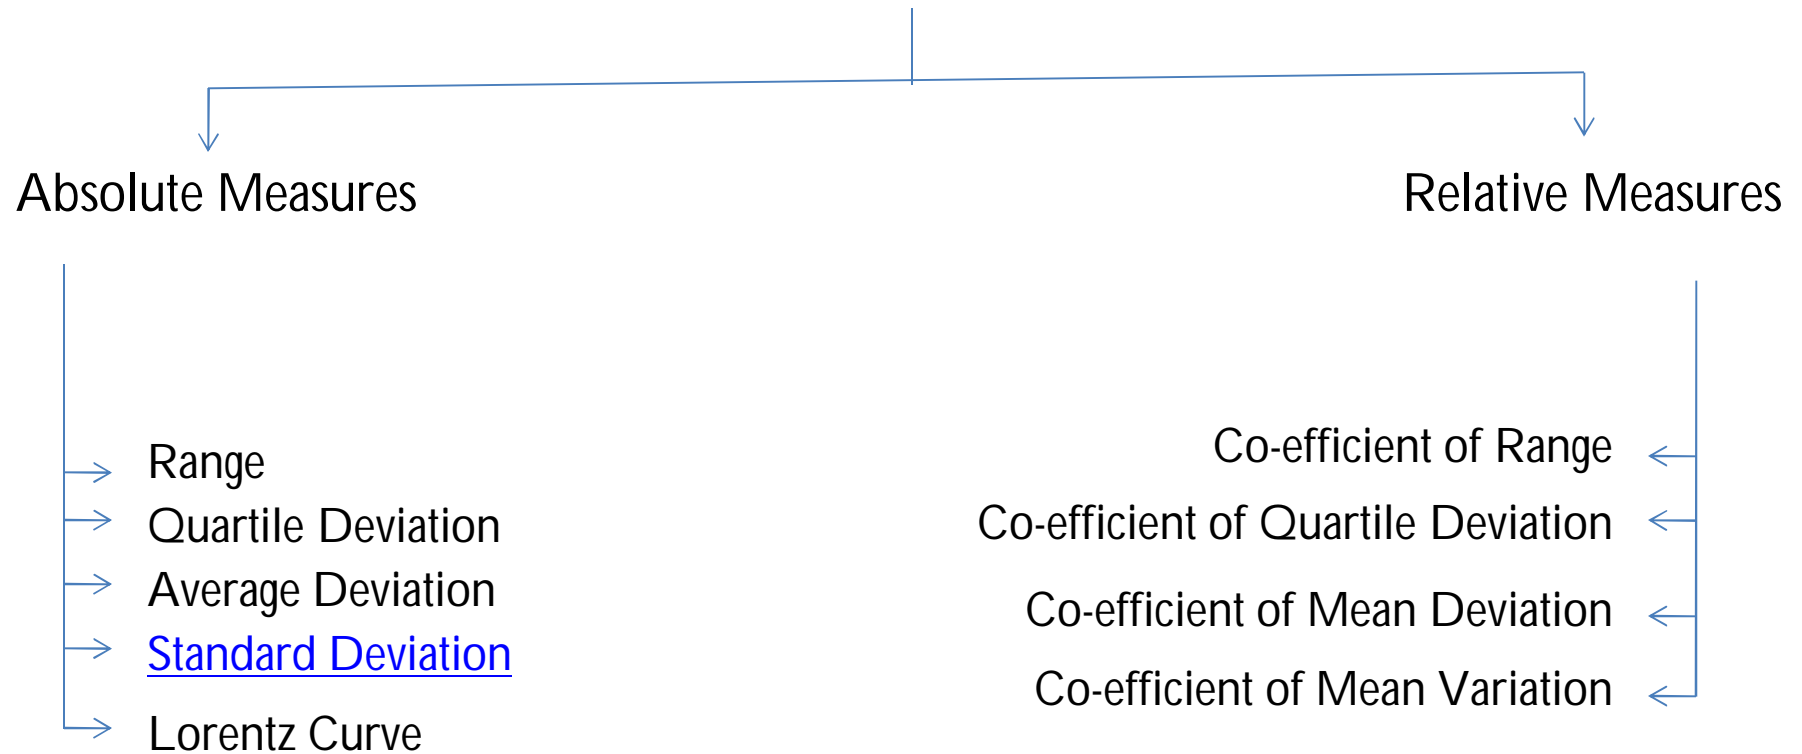 Absolute Measures
Relative Measures
Range
Quartile Deviation
Average Deviation
Standard Deviation
Lorentz Curve
Co-efficient of Range
Co-efficient of Quartile Deviation
Co-efficient of Mean Deviation
Co-efficient of Mean Variation